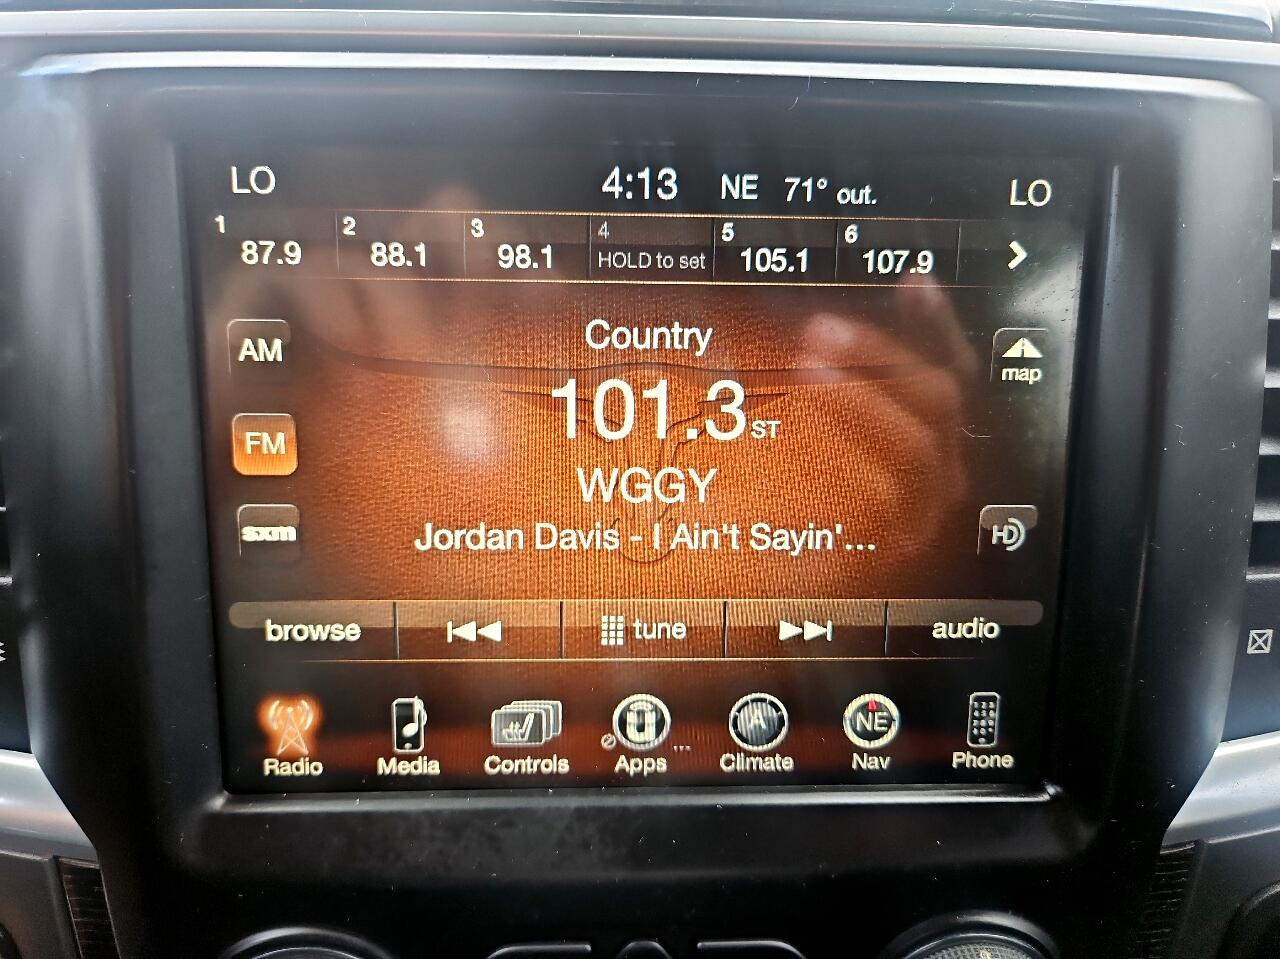 LO 4:13 NE 71° out. LO
1 2 3 4 5 6
87.9 88.1 98.1 HOLD to set 105.1 107.9
AM Country map
101.3 ST
FM WGGY
sxm Jordan Davis - I Ain't Sayin'... HD
browse tune audio
A NE
Radio Media Controls Apps ... Climate Nav Phone